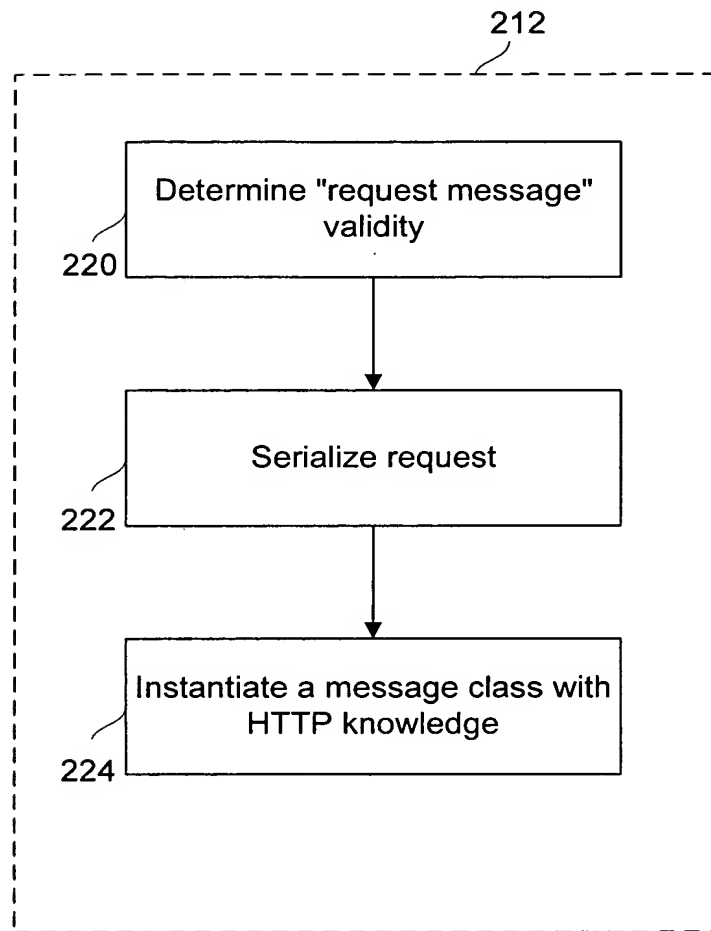 212
Determine "request message"
validity
220
Serialize request
222
Instantiate a message class with
HTTP knowledge
224